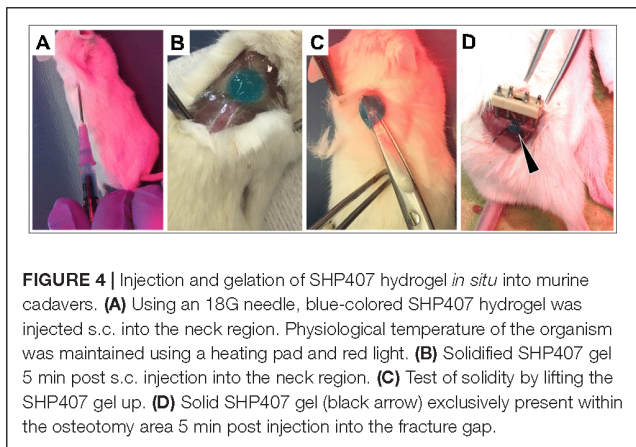 A B C D
FIGURE 4 | Injection and gelation of SHP407 hydrogel in situ into murine
cadavers. (A) Using an 18G needle, blue-colored SHP407 hydrogel was
injected s.c. into the neck region. Physiological temperature of the organism
was maintained using a heating pad and red light. (B) Solidified SHP407 gel
5 min post s.c. injection into the neck region. (C) Test of solidity by lifting the
SHP407 gel up. (D) Solid SHP407 gel (black arrow) exclusively present within
the osteotomy area 5 min post injection into the fracture gap.